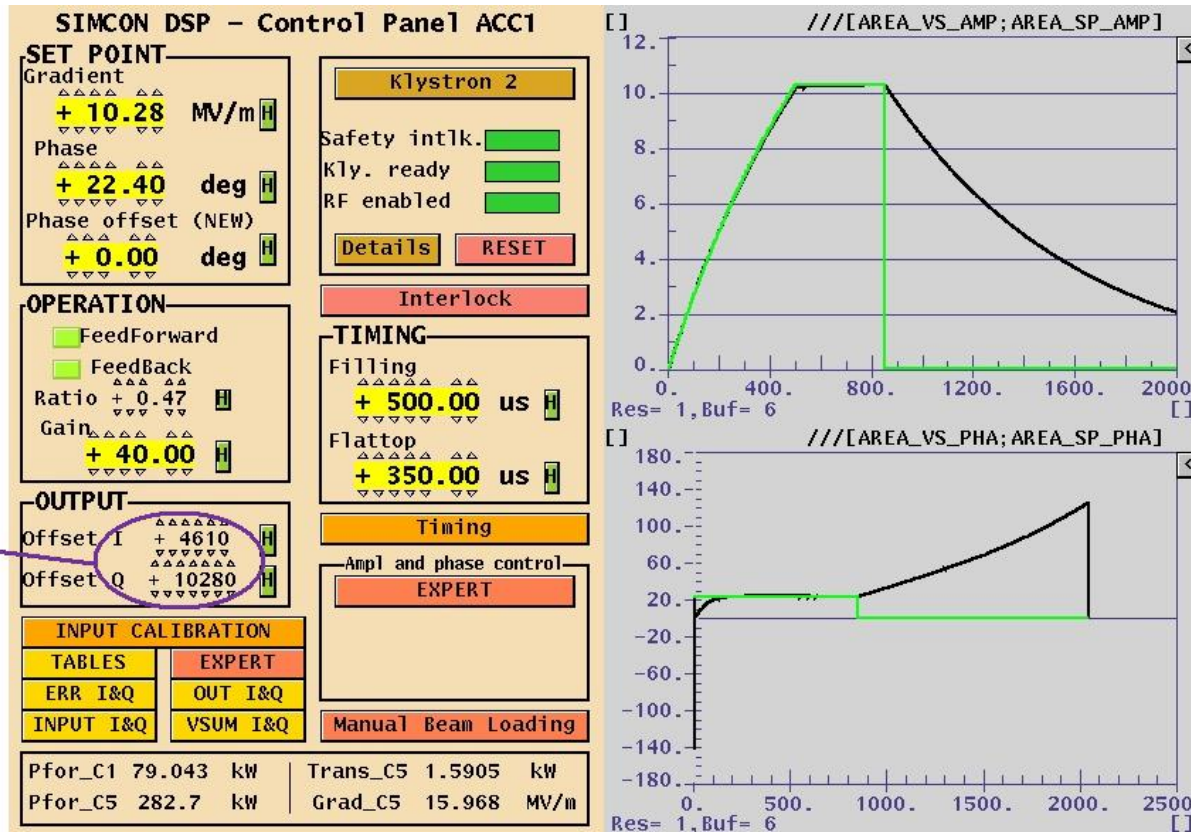 SIMCON DSP - Control Panel ACC1
SET POINT
Gradient
+ 10.28 MV/m H
Phase
+ 22.40 deg H
Phase offset (NEW)
+ 0.00 deg H
OPERATION
FeedForward
FeedBack
Ratio + 0.47 H
Gain
+ 40.00 H
OUTPUT
Offset I + 4610 H
Offset Q + 10280 H
INPUT CALIBRATION
TABLES EXPERT
ERR I&Q OUT I&Q
INPUT I&Q VSUM I&Q
Klystron 2
Safety intlk.
Kly. ready
RF enabled
Details RESET
Interlock
TIMING
Filling
+ 500.00 us H
Flattop
+ 350.00 us H
Timing
Ampl and phase control
EXPERT
Manual Beam Loading
Pfor_C1 79.043 kW Trans_C5 1.5905 kW
Pfor_C5 282.7 kW Grad_C5 15.968 MV/m
[] ///[AREA_VS_AMP;AREA_SP_AMP]
<
12.
10.
8.
6.
4.
2.
0.
0. 400. 800. 1200. 1600. 2000
Res= 1,Buf= 6 []
[] ///[AREA_VS_PHA;AREA_SP_PHA]
<
180.
140.
100.
60.
20.
-20.
-60.
-100.
-140.
-180.
0. 500. 1000. 1500. 2000. 2500
Res= 1,Buf= 6 []